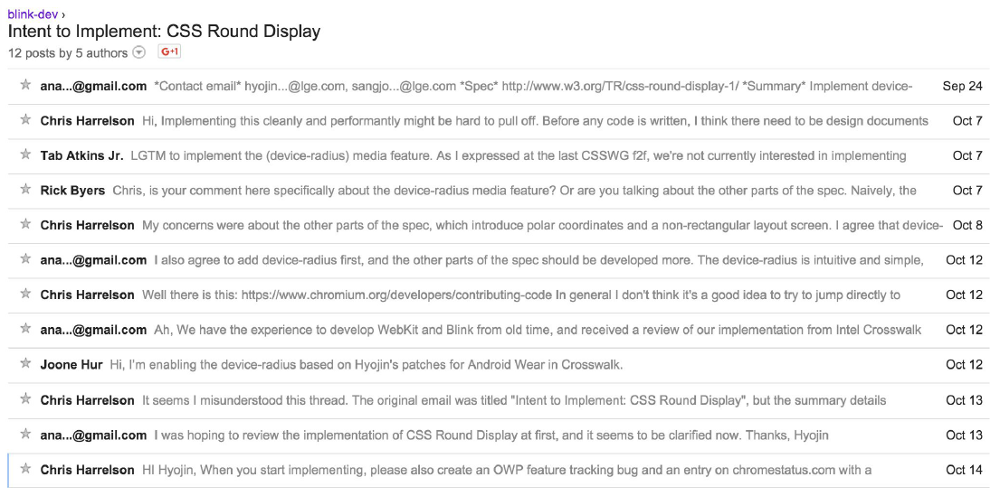 blink-dev ›
Intent to Implement: CSS Round Display
12 posts by 5 authors G+1
ana...@gmail.com *Contact email* hyojin...@lge.com, sangjo...@lge.com *Spec* http://www.w3.org/TR/css-round-display-1/ *Summary* Implement device- Sep 24
Chris Harrelson Hi, Implementing this cleanly and performantly might be hard to pull off. Before any code is written, I think there need to be design documents Oct 7
Tab Atkins Jr. LGTM to implement the (device-radius) media feature. As I expressed at the last CSSWG f2f, we're not currently interested in implementing Oct 7
Rick Byers Chris, is your comment here specifically about the device-radius media feature? Or are you talking about the other parts of the spec. Naively, the Oct 7
Chris Harrelson My concerns were about the other parts of the spec, which introduce polar coordinates and a non-rectangular layout screen. I agree that device- Oct 8
ana...@gmail.com I also agree to add device-radius first, and the other parts of the spec should be developed more. The device-radius is intuitive and simple, Oct 12
Chris Harrelson Well there is this: https://www.chromium.org/developers/contributing-code In general I don't think it's a good idea to try to jump directly to Oct 12
ana...@gmail.com Ah, We have the experience to develop WebKit and Blink from old time, and received a review of our implementation from Intel Crosswalk Oct 12
Joone Hur Hi, I'm enabling the device-radius based on Hyojin's patches for Android Wear in Crosswalk. Oct 12
Chris Harrelson It seems I misunderstood this thread. The original email was titled "Intent to Implement: CSS Round Display", but the summary details Oct 13
ana...@gmail.com I was hoping to review the implementation of CSS Round Display at first, and it seems to be clarified now. Thanks, Hyojin Oct 13
Chris Harrelson HI Hyojin, When you start implementing, please also create an OWP feature tracking bug and an entry on chromestatus.com with a Oct 14